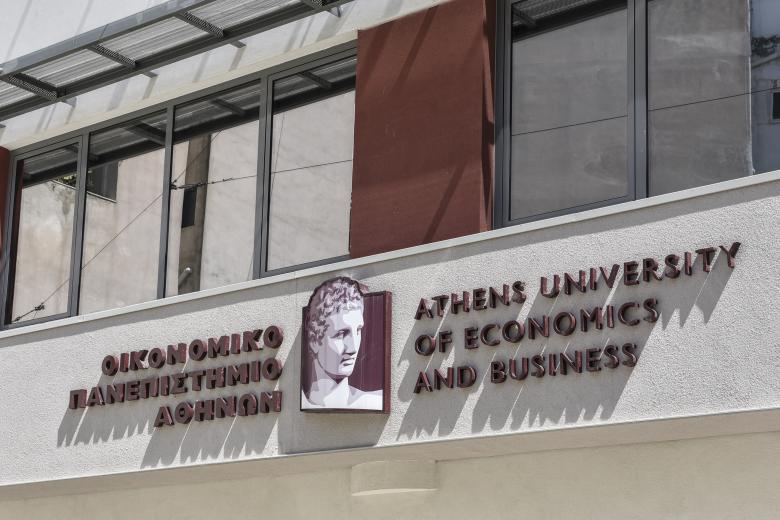 ΟΙΚΟΝΟΜΙΚΟ
ΠΑΝΕΠΙΣΤΗΜΙΟ
ΑΘΗΝΩΝ
ATHENS UNIVERSITY
OF ECONOMICS
AND BUSINESS